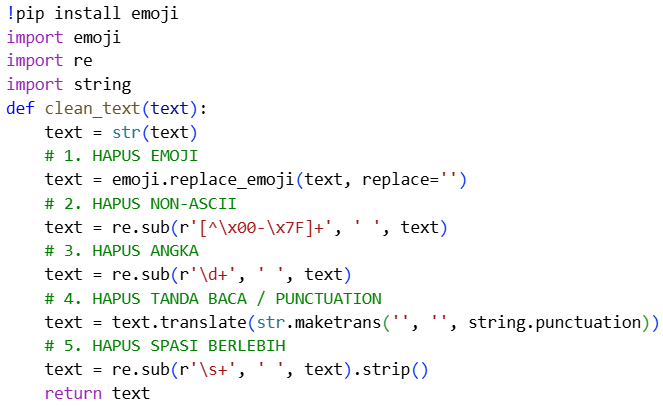 !pip install emoji
import emoji
import re
import string
def clean_text(text):
    text = str(text)
    # 1. HAPUS EMOJI
    text = emoji.replace_emoji(text, replace='')
    # 2. HAPUS NON-ASCII
    text = re.sub(r'[^\x00-\x7F]+', ' ', text)
    # 3. HAPUS ANGKA
    text = re.sub(r'\d+', ' ', text)
    # 4. HAPUS TANDA BACA / PUNCTUATION
    text = text.translate(str.maketrans('', '', string.punctuation))
    # 5. HAPUS SPASI BERLEBIH
    text = re.sub(r'\s+', ' ', text).strip()
    return text